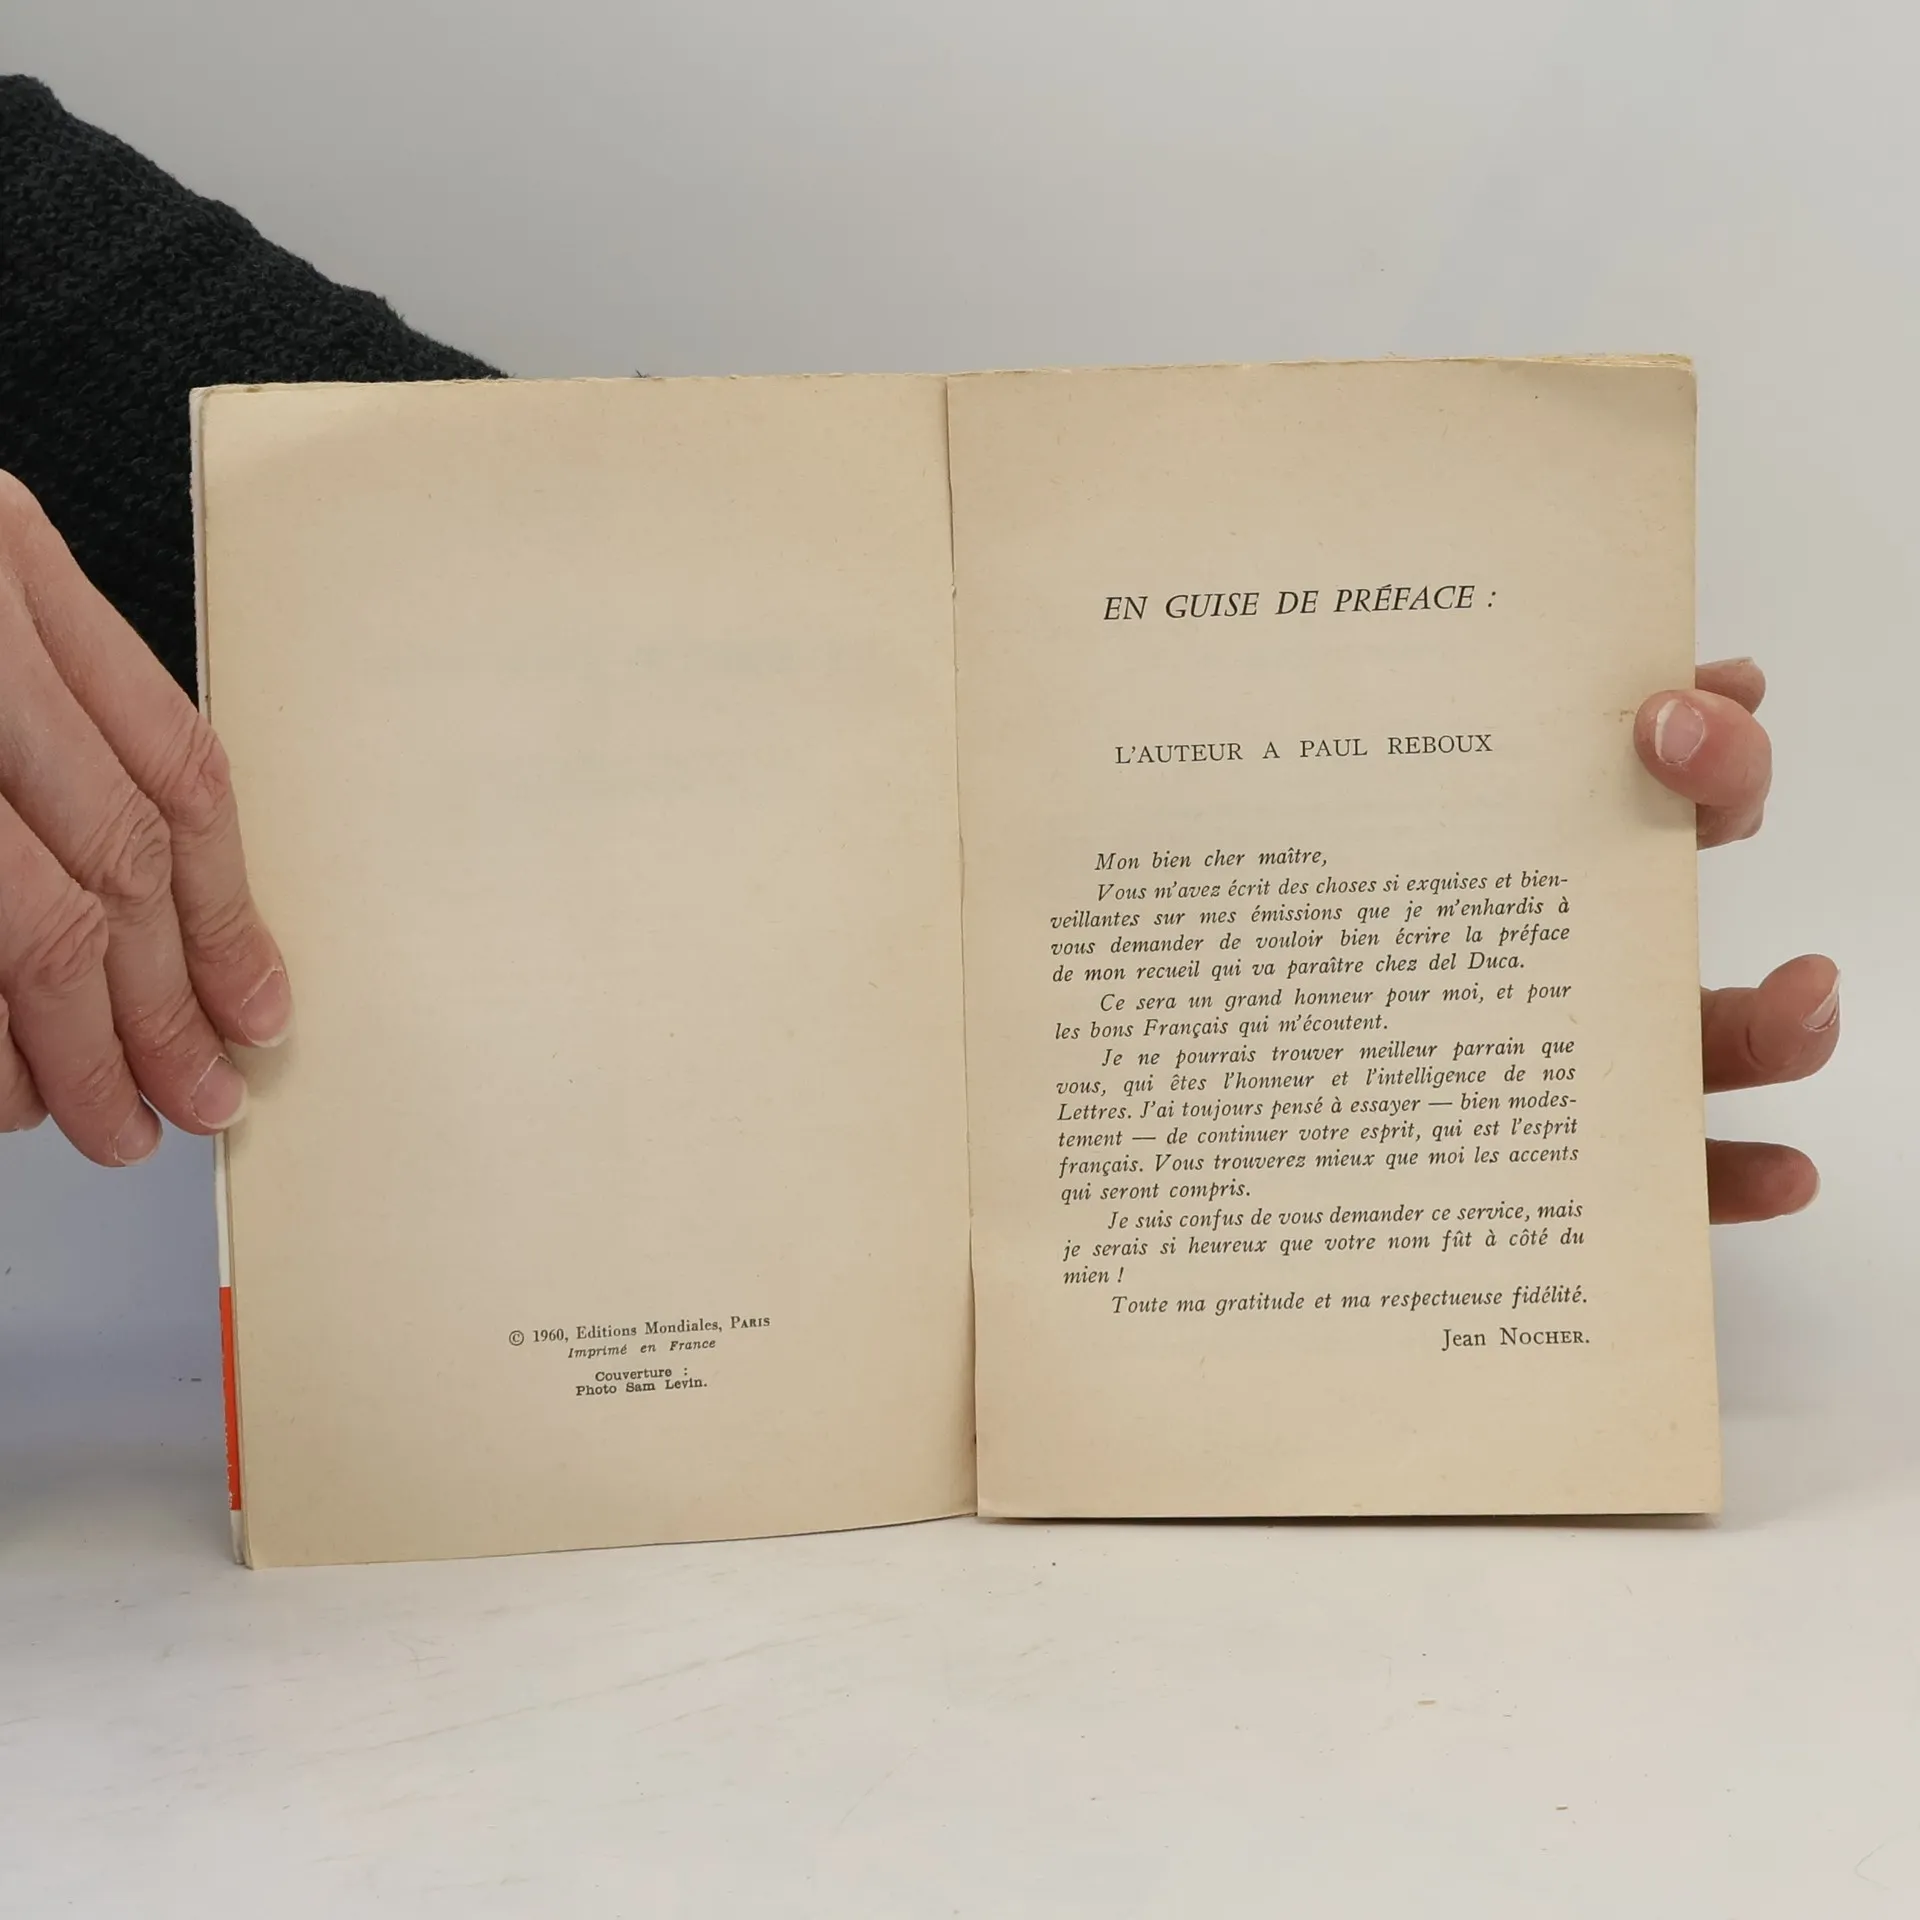 © 1960, Editions Mondiales, PARIS
Imprimé en France
Couverture :
Photo Sam Levin.
EN GUISE DE PRÉFACE :
L'AUTEUR A PAUL REBOUX
Mon bien cher maître,
Vous m'avez écrit des choses si exquises et bien-
veillantes sur mes émissions que je m'enhardis à
vous demander de vouloir bien écrire la préface
de mon recueil qui va paraître chez del Duca.
Ce sera un grand honneur pour moi, et pour
les bons Français qui m'écoutent.
Je ne pourrais trouver meilleur parrain que
vous, qui êtes l'honneur et l'intelligence de nos
Lettres. J'ai toujours pensé à essayer — bien modes-
tement — de continuer votre esprit, qui est l'esprit
français. Vous trouverez mieux que moi les accents
qui seront compris.
Je suis confus de vous demander ce service, mais
je serais si heureux que votre nom fût à côté du
mien !
Toute ma gratitude et ma respectueuse fidélité.
Jean NOCHER.